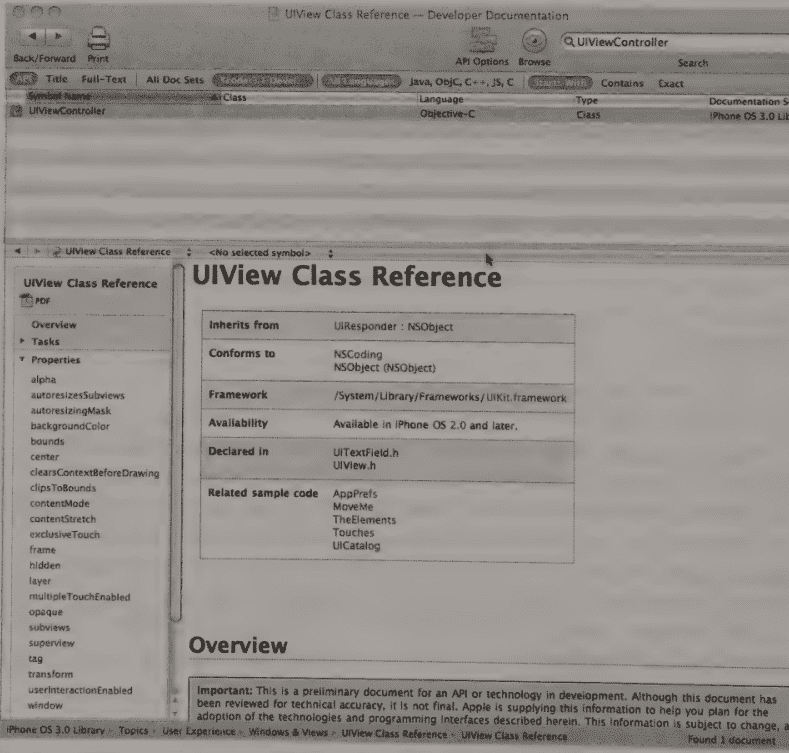 UIView Class Reference — Developer Documentation
UIViewController
Back/Forward Print API Options Browse Search
Title Full-Text All Doc Sets Java, ObjC, C++, JS, C Contains Exact
Symbol Name Class Language Type Documentation S
UIViewController Objective-C Class iPhone OS 3.0 Lib
UIView Class Reference <No selected symbol>
UIView Class Reference
PDF
Overview
Tasks
Properties
alpha
autoresizesSubviews
autoresizingMask
backgroundColor
bounds
center
clearsContextBeforeDrawing
clipsToBounds
contentMode
contentStretch
exclusiveTouch
frame
hidden
layer
multipleTouchEnabled
opaque
subviews
superview
tag
transform
userInteractionEnabled
window
UIView Class Reference
Inherits from UIResponder : NSObject
Conforms to NSCoding
NSObject (NSObject)
Framework /System/Library/Frameworks/UIKit.framework
Availability Available in iPhone OS 2.0 and later.
Declared in UITextField.h
UIView.h
Related sample code AppPrefs
MoveMe
TheElements
Touches
UICatalog
Overview
Important: This is a preliminary document for an API or technology in development. Although this document has
been reviewed for technical accuracy, it is not final. Apple is supplying this information to help you plan for the
adoption of the technologies and programming interfaces described herein. This information is subject to change, a
iPhone OS 3.0 Library Topics User Experience Windows & Views UIView Class Reference UIView Class Reference
Found 1 document